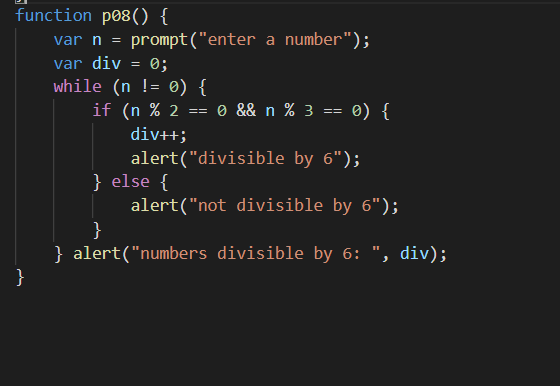 function p08() {
    var n = prompt("enter a number");
    var div = 0;
    while (n != 0) {
        if (n % 2 == 0 && n % 3 == 0) {
            div++;
            alert("divisible by 6");
        } else {
            alert("not divisible by 6");
        }
    } alert("numbers divisible by 6: ", div);
}